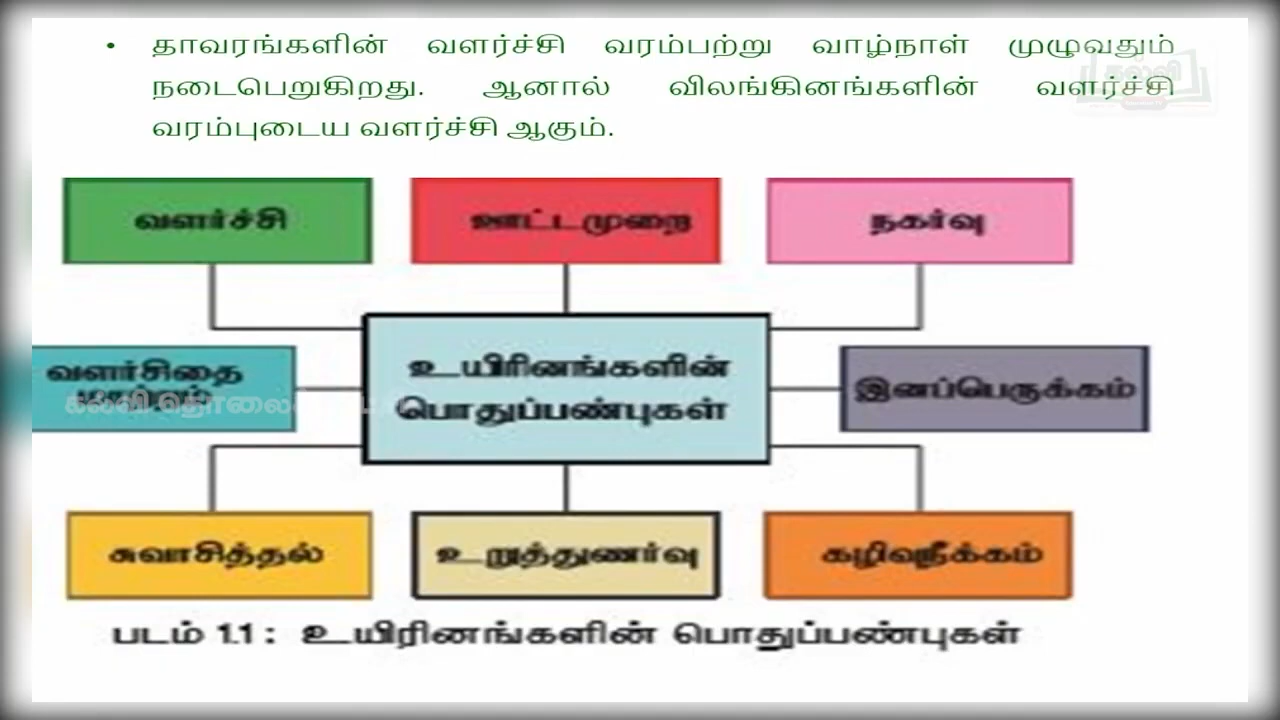 • தாவரங்களின் வளர்ச்சி வரம்பற்று வாழ்நாள் முழுவதும்
நடைபெறுகிறது. ஆனால் விலங்கினங்களின் வளர்ச்சி
வரம்புடைய வளர்ச்சி ஆகும்.
கல்வி
வளர்ச்சி
ஊட்டமுறை
நகர்வு
வளர்சிதை
உயிரினங்களின்
பொதுப்பண்புகள்
இனப்பெருக்கம்
சுவாசித்தல்
உறுத்துணர்வு
கழிவுநீக்கம்
படம் 1.1 : உயிரினங்களின் பொதுப்பண்புகள்